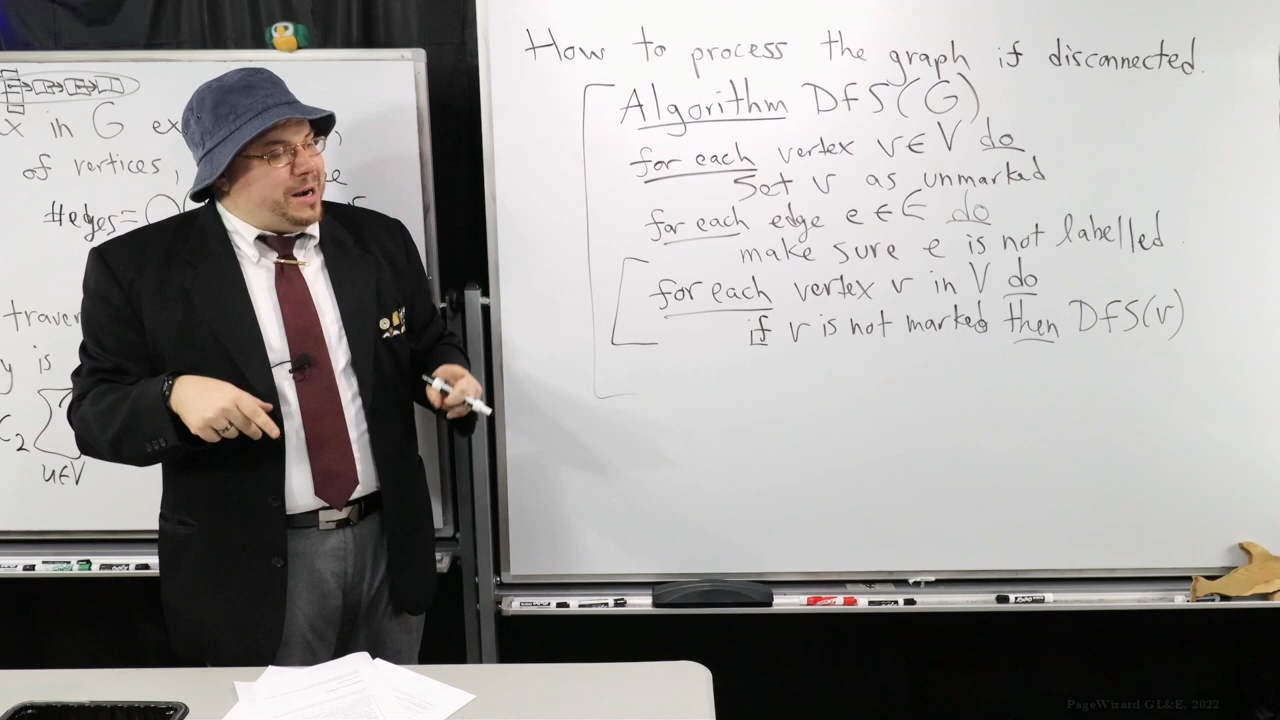 How to process the graph if disconnected.
Algorithm DFS(G)
for each vertex v∈V do
Set v as unmarked
for each edge e∈E do
make sure e is not labelled.
for each vertex v in V do
if v is not marked then DFS(v)
x in G
of vertices,
#edges=
y is
u∈V
PageWizard GL&E, 2022